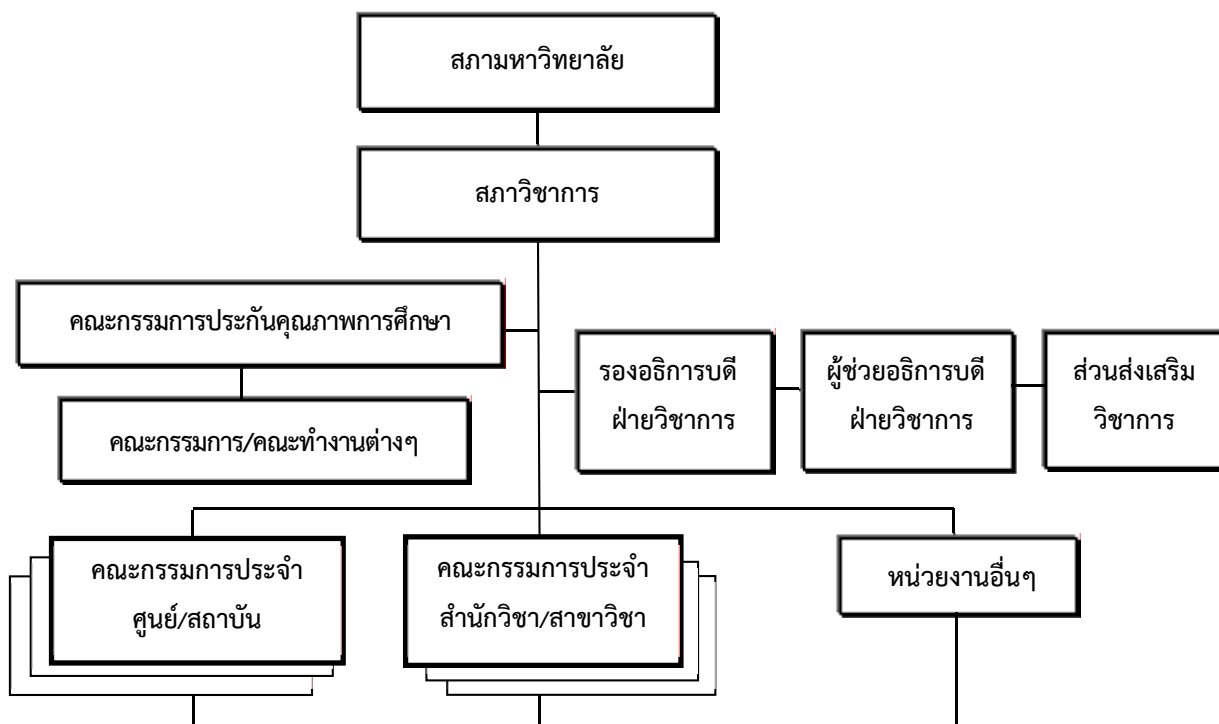 สภามหาวิทยาลัย
สภาวิชาการ
คณะกรรมการประกันคุณภาพการศึกษา
คณะกรรมการ/คณะทำงานต่างๆ
รองอธิการบดี
ฝ่ายวิชาการ
ผู้ช่วยอธิการบดี
ฝ่ายวิชาการ
ส่วนส่งเสริม
วิชาการ
คณะกรรมการประจำ
ศูนย์/สถาบัน
คณะกรรมการประจำ
สำนักวิชา/สาขาวิชา
หน่วยงานอื่นๆ